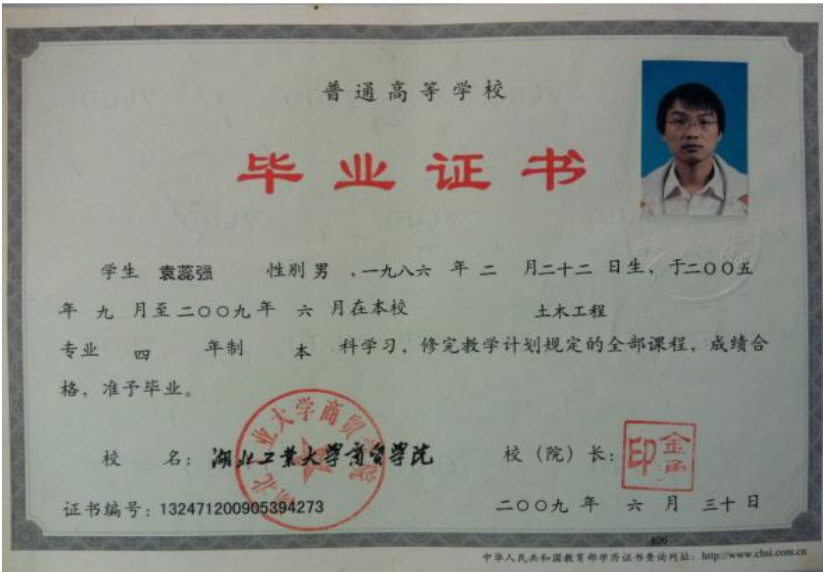 普通高等学校
毕业证书
学生 袁蕊强 性别 男 ，一九八六 年 二 月二十二 日生，于二〇〇五
年 九 月至二〇〇九年 六 月在本校 土木工程
专业 四 年制 本 科学习，修完教学计划规定的全部课程，成绩合
格，准予毕业。
校 名：湖北工业大学商贸学院 校（院）长：
证书编号：132471200905394273 二〇〇九 年 六 月 三十 日
406
中华人民共和国教育部学历证书查询网址：http://www.chsi.com.cn